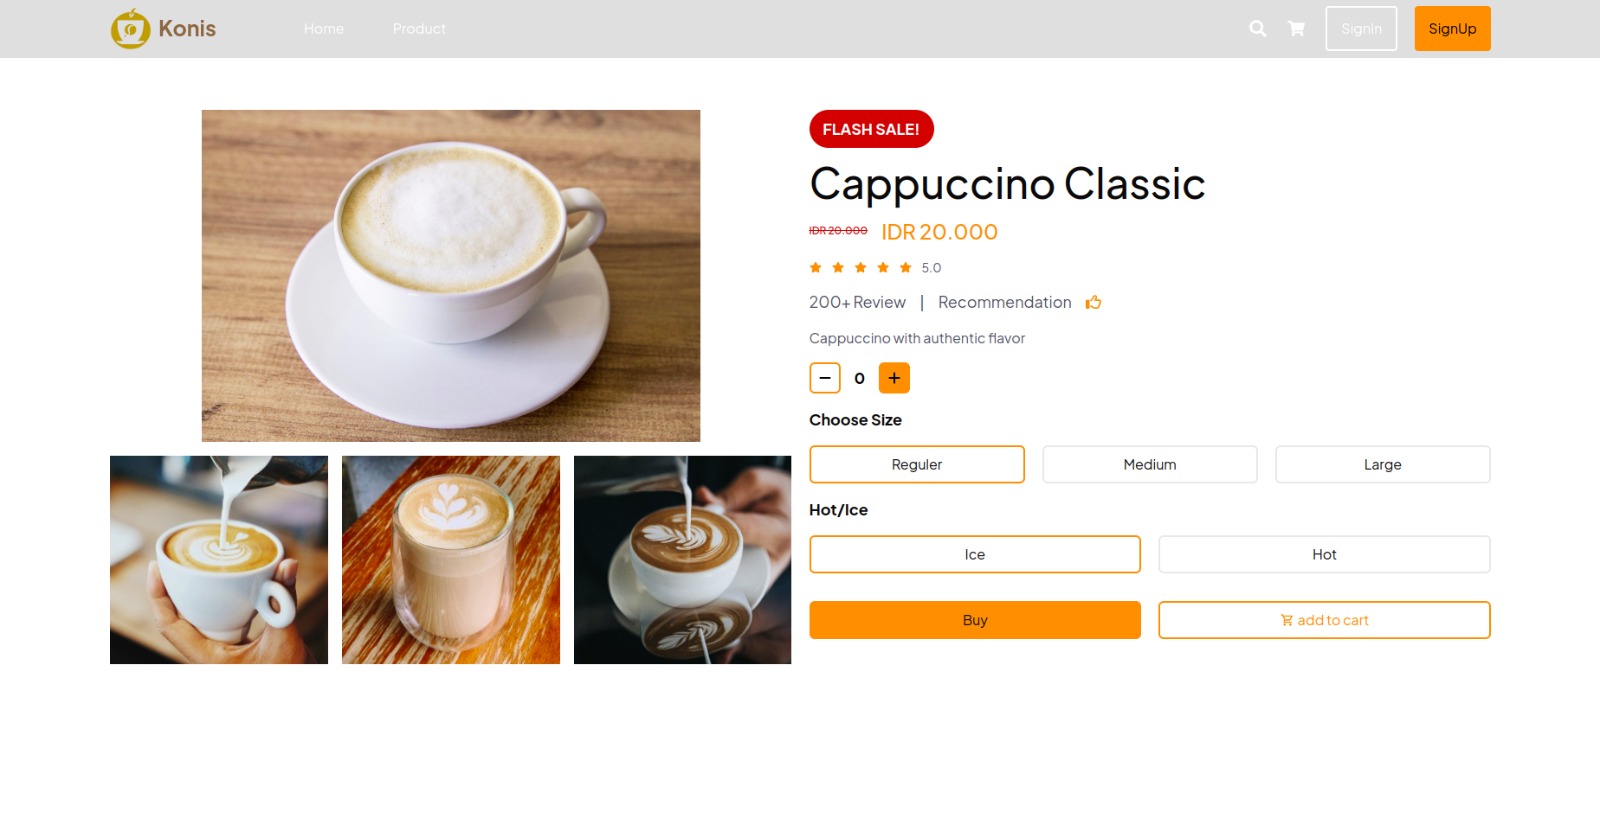 Konis Home Product SignIn SignUp
FLASH SALE!
Cappuccino Classic
IDR 20.000 IDR 20.000
5.0
200+ Review | Recommendation
Cappuccino with authentic flavor
0
Choose Size
Reguler Medium Large
Hot/Ice
Ice Hot
Buy add to cart